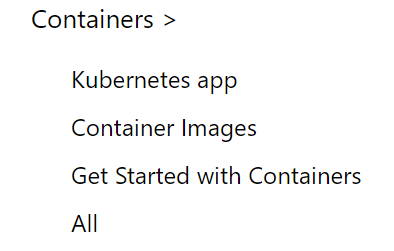 Containers >
Kubernetes app
Container Images
Get Started with Containers
All